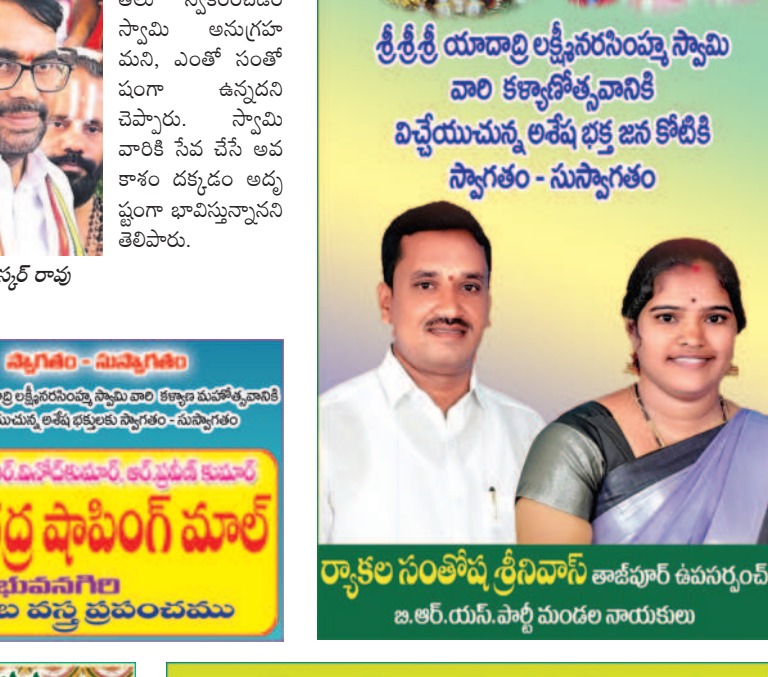 స్వామి అనుగ్రహ
మని, ఎంతో సంతో
షంగా ఉన్నదని
చెప్పారు. స్వామి
వారికి సేవ చేసే అవ
కాశం దక్కడం అదృ
ష్టంగా భావిస్తున్నానని
తెలిపారు.
స్కర్ రావు
స్వాగతం - సుస్వాగతం
ద్రి లక్ష్మీనరసింహ స్వామి వారి కళ్యాణ మహోత్సవానికి
యుచున్న అశేష భక్తులకు స్వాగతం - సుస్వాగతం
ర్.వినోద్‌కుమార్, ఆర్.ప్రవీణ్ కుమార్
ద్ర షాపింగ్ మాల్
భువనగిరి
వస్త్ర ప్రపంచము
శ్రీశ్రీశ్రీ యాదాద్రి లక్ష్మీనరసింహ్మ స్వామి
వారి కళ్యాణోత్సవానికి
విచ్చేయుచున్న అశేష భక్త జన కోటికి
స్వాగతం - సుస్వాగతం
ర్యాకల సంతోష శ్రీనివాస్ తాజ్‌పూర్ ఉపసర్పంచ్
బి.ఆర్.యస్.పార్టీ మండల నాయకులు